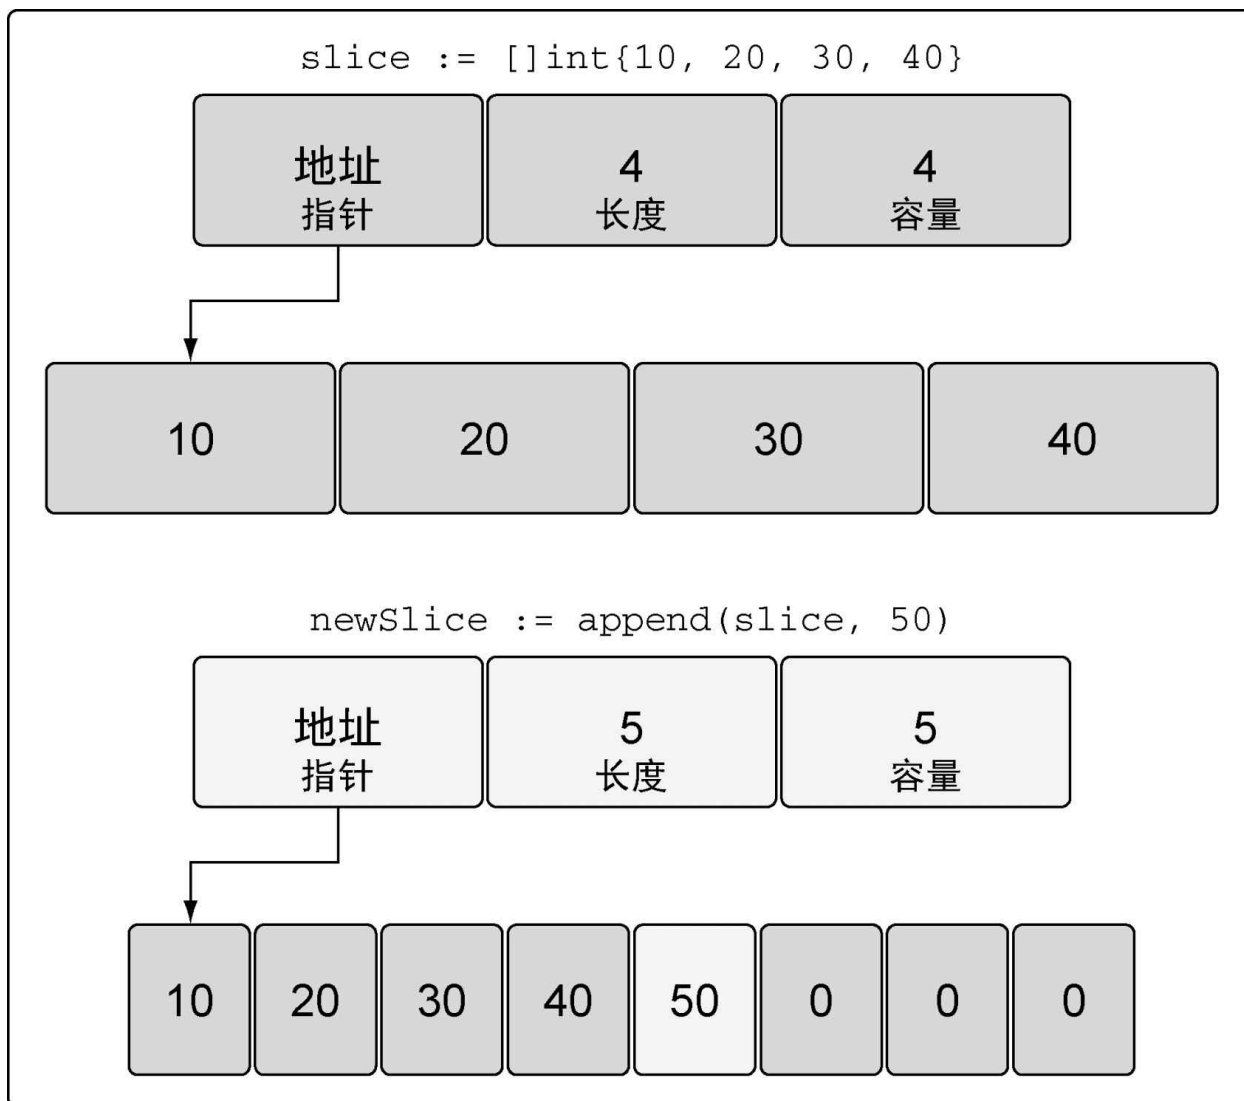 slice := []int{10, 20, 30, 40}
地址 4 4
指针 长度 容量
10 20 30 40
newSlice := append(slice, 50)
地址 5 5
指针 长度 容量
10 20 30 40 50 0 0 0